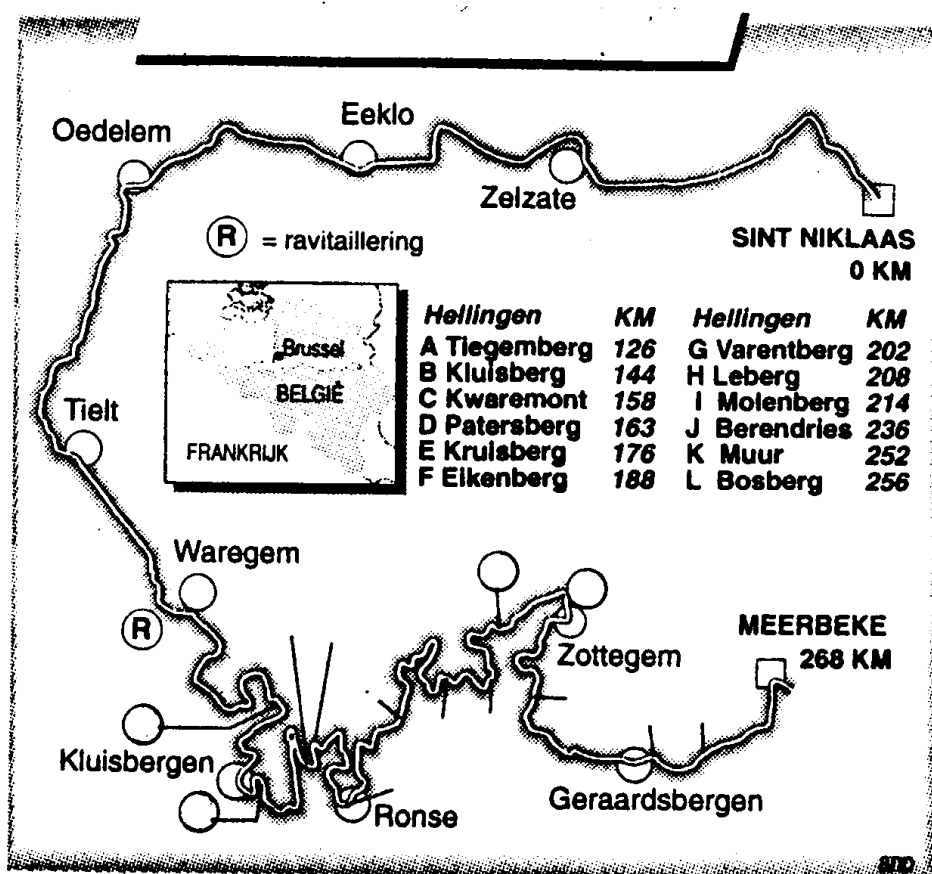 Eeklo
Oedelem
Zelzate
SINT NIKLAAS
0 KM
R = ravitaillering
Brussel
BELGIË
FRANKRIJK
Hellingen KM Hellingen KM
A Tiegemberg 126 G Varentberg 202
B Kluisberg 144 H Leberg 208
C Kwaremont 158 I Molenberg 214
D Patersberg 163 J Berendries 236
E Kruisberg 176 K Muur 252
F Eikenberg 188 L Bosberg 256
Tielt
Waregem
R
MEERBEKE
268 KM
Zottegem
Kluisbergen
Geraardsbergen
Ronse